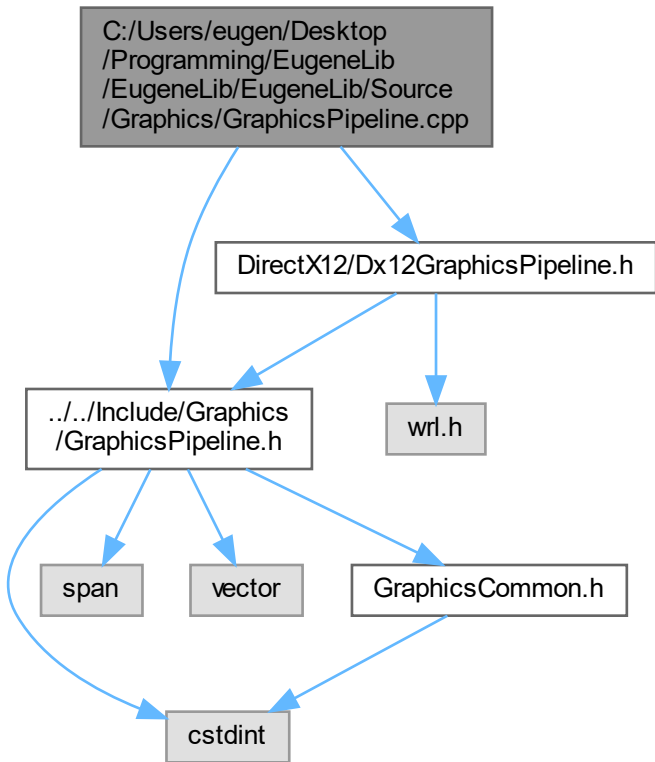 C:/Users/eugen/Desktop
/Programming/EugeneLib
/EugeneLib/EugeneLib/Source
/Graphics/GraphicsPipeline.cpp
DirectX12/Dx12GraphicsPipeline.h
../../Include/Graphics
/GraphicsPipeline.h
wrl.h
span
vector
GraphicsCommon.h
cstdint